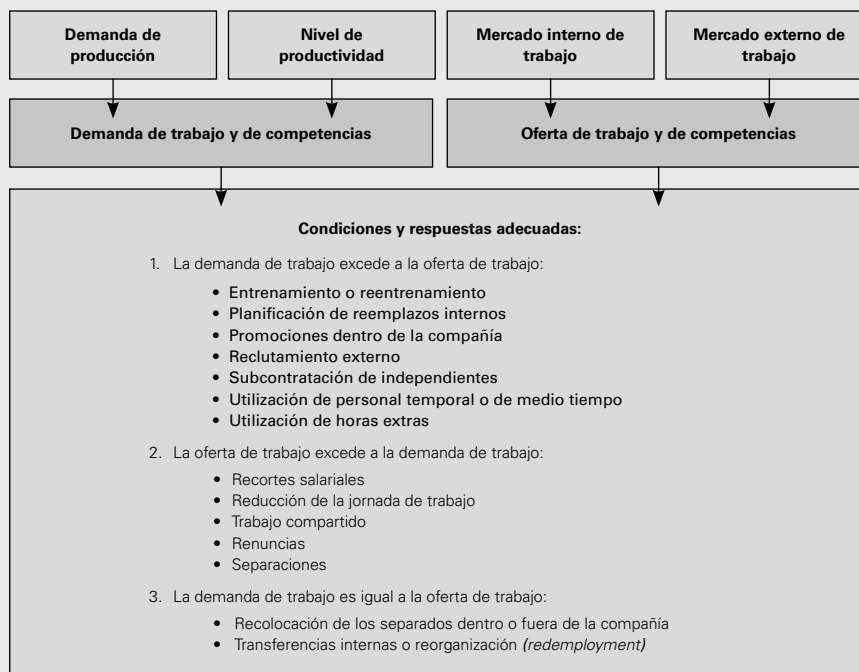 Demanda de
producción
Nivel de
productividad
Mercado interno de
trabajo
Mercado externo de
trabajo
Demanda de trabajo y de competencias
Oferta de trabajo y de competencias
Condiciones y respuestas adecuadas:
1. La demanda de trabajo excede a la oferta de trabajo:
• Entrenamiento o reentrenamiento
• Planificación de reemplazos internos
• Promociones dentro de la compañía
• Reclutamiento externo
• Subcontratación de independientes
• Utilización de personal temporal o de medio tiempo
• Utilización de horas extras
2. La oferta de trabajo excede a la demanda de trabajo:
• Recortes salariales
• Reducción de la jornada de trabajo
• Trabajo compartido
• Renuncias
• Separaciones
3. La demanda de trabajo es igual a la oferta de trabajo:
• Recolocación de los separados dentro o fuera de la compañía
• Transferencias internas o reorganización (redemployment)